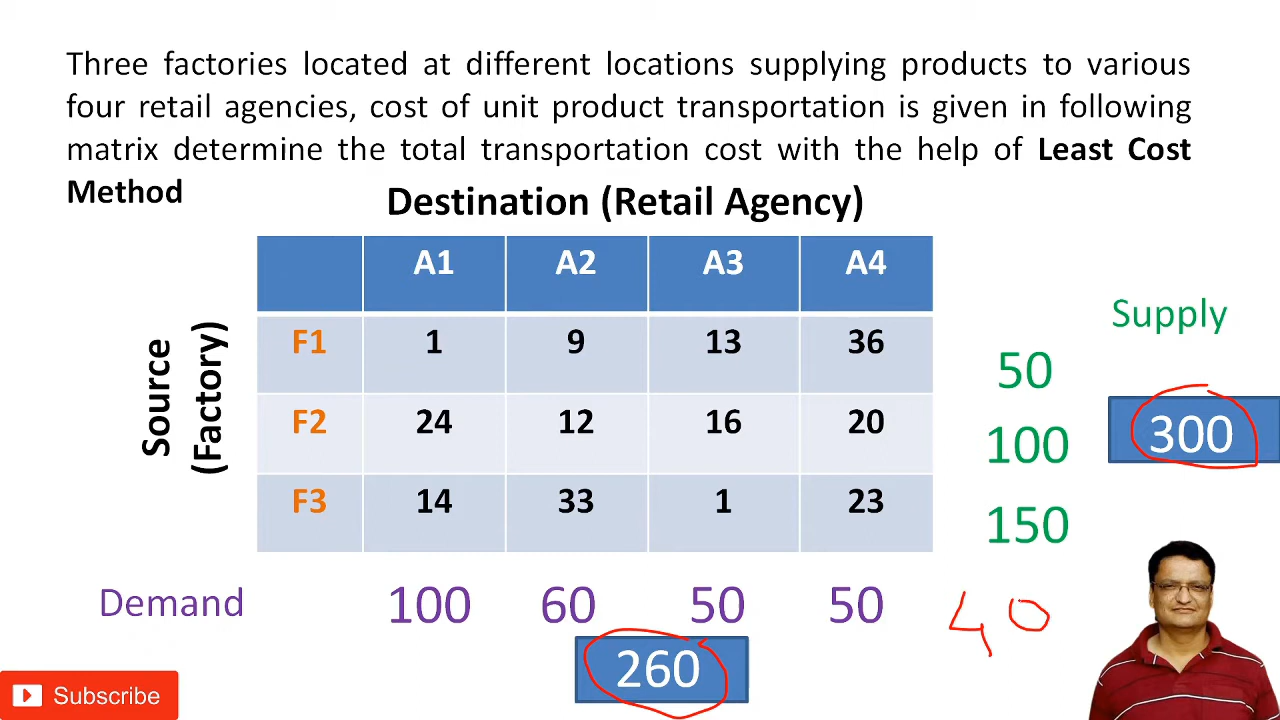 Three factories located at different locations supplying products to various
four retail agencies, cost of unit product transportation is given in following
matrix determine the total transportation cost with the help of Least Cost
Method
Destination (Retail Agency)
Source
(Factory)
A1 A2 A3 A4
Supply
F1 1 9 13 36 50
F2 24 12 16 20 100
300
F3 14 33 1 23 150
Demand 100 60 50 50 40
260
Subscribe